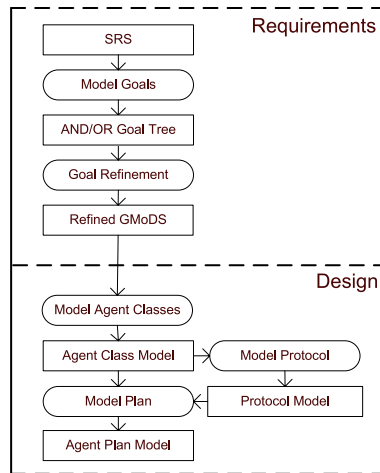 Requirements
SRS
Model Goals
AND/OR Goal Tree
Goal Refinement
Refined GMoDS
Design
Model Agent Classes
Agent Class Model
Model Protocol
Model Plan
Protocol Model
Agent Plan Model